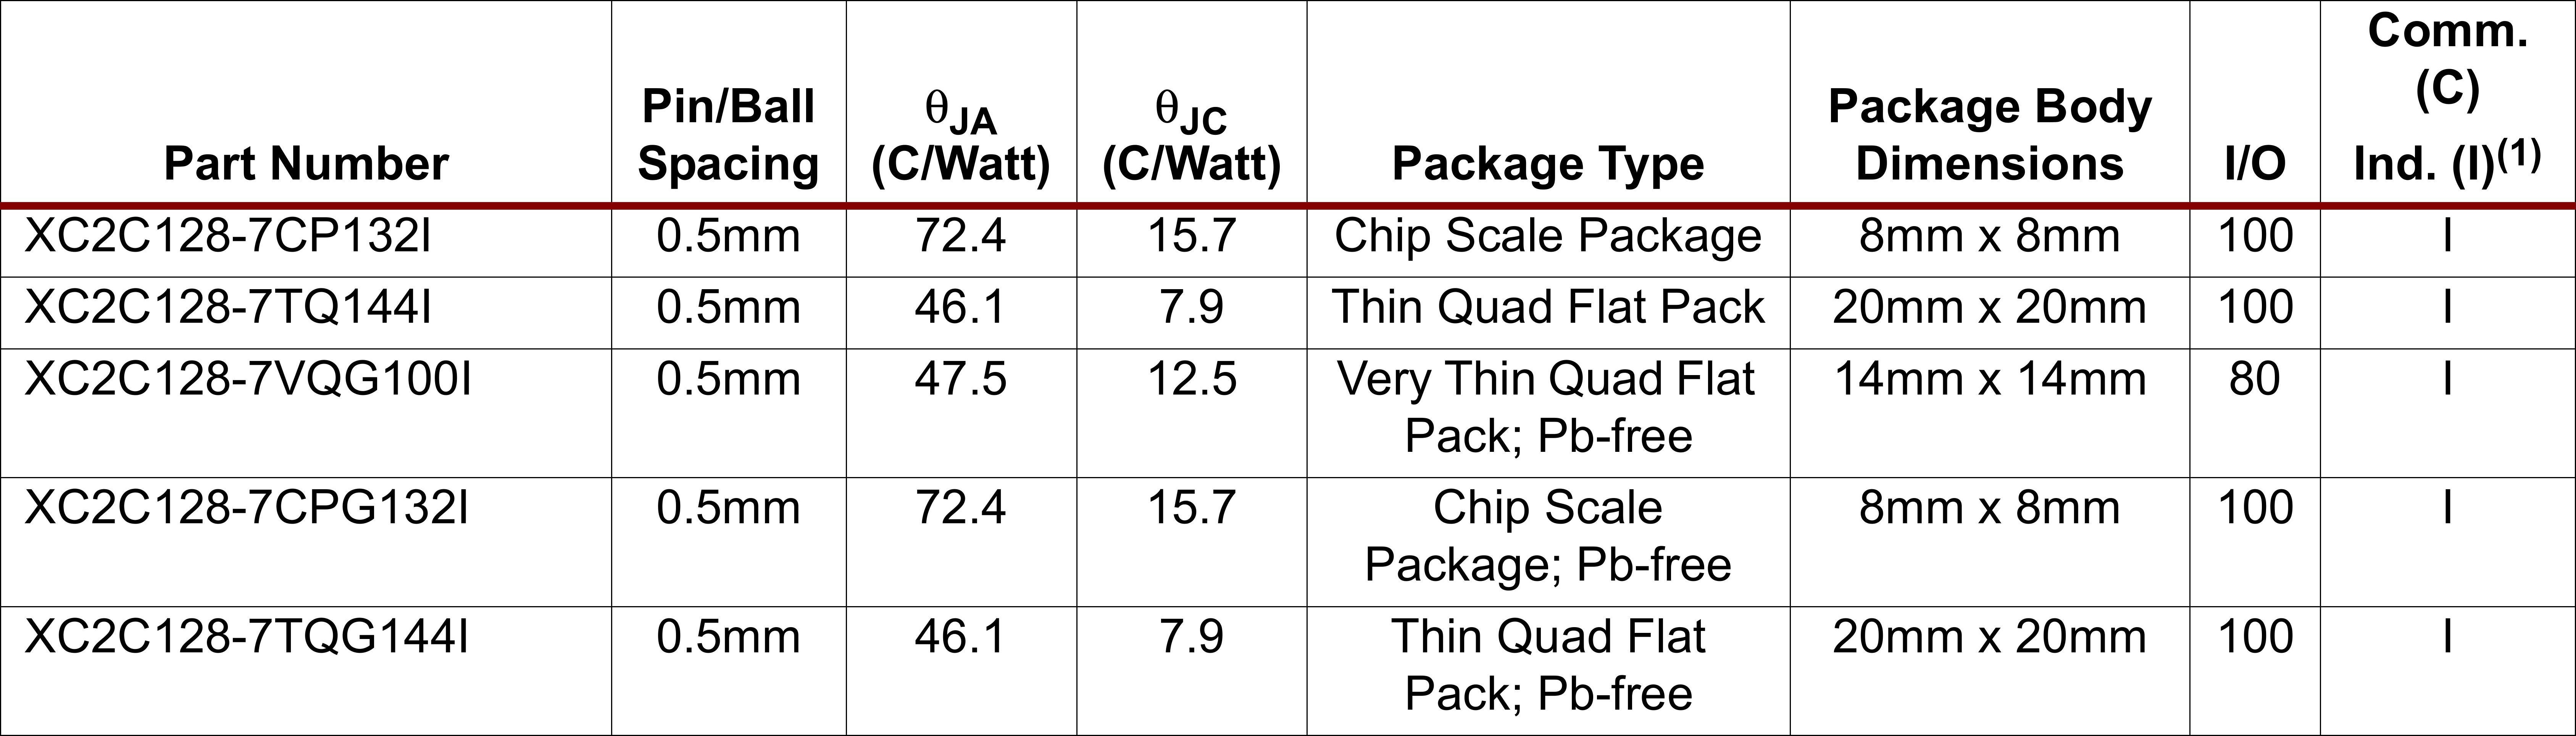 Part Number Pin/Ball Spacing θJA (C/Watt) θJC (C/Watt) Package Type Package Body Dimensions I/O Comm. (C) Ind. (I)(1)
XC2C128-7CP132I 0.5mm 72.4 15.7 Chip Scale Package 8mm x 8mm 100 I
XC2C128-7TQ144I 0.5mm 46.1 7.9 Thin Quad Flat Pack 20mm x 20mm 100 I
XC2C128-7VQG100I 0.5mm 47.5 12.5 Very Thin Quad Flat Pack; Pb-free 14mm x 14mm 80 I
XC2C128-7CPG132I 0.5mm 72.4 15.7 Chip Scale Package; Pb-free 8mm x 8mm 100 I
XC2C128-7TQG144I 0.5mm 46.1 7.9 Thin Quad Flat Pack; Pb-free 20mm x 20mm 100 I